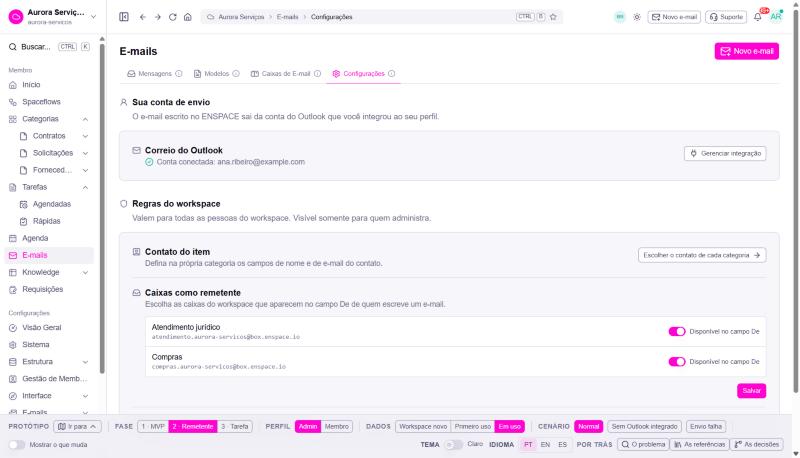 Aurora Serviç...
aurora-servicos
Aurora Serviços > E-mails > Configurações
CTRL B
BR
Novo e-mail
Suporte
99+
AR
Buscar... CTRL K
Membro
Início
Spaceflows
Categorias
Contratos
Solicitações
Forneced...
Tarefas
Agendadas
Rápidas
Agenda
E-mails
Knowledge
Requisições
Configurações
Visão Geral
Sistema
Estrutura
Gestão de Memb...
Interface
E-mails
E-mails
Novo e-mail
Mensagens
Modelos
Caixas de E-mail
Configurações
Sua conta de envio
O e-mail escrito no ENSPACE sai da conta do Outlook que você integrou ao seu perfil.
Correio do Outlook
Conta conectada: ana.ribeiro@example.com
Gerenciar integração
Regras do workspace
Valem para todas as pessoas do workspace. Visível somente para quem administra.
Contato do item
Defina na própria categoria os campos de nome e de e-mail do contato.
Escolher o contato de cada categoria
Caixas como remetente
Escolha as caixas do workspace que aparecem no campo De de quem escreve um e-mail.
Atendimento jurídico
atendimento.aurora-servicos@box.enspace.io
Disponível no campo De
Compras
compras.aurora-servicos@box.enspace.io
Disponível no campo De
Salvar
PROTÓTIPO Ir para FASE 1 · MVP 2 · Remetente 3 · Tarefa PERFIL Admin Membro DADOS Workspace novo Primeiro uso Em uso CENÁRIO Normal Sem Outlook integrado Envio falha
Mostrar o que muda TEMA Claro IDIOMA PT EN ES POR TRÁS O problema As referências As decisões